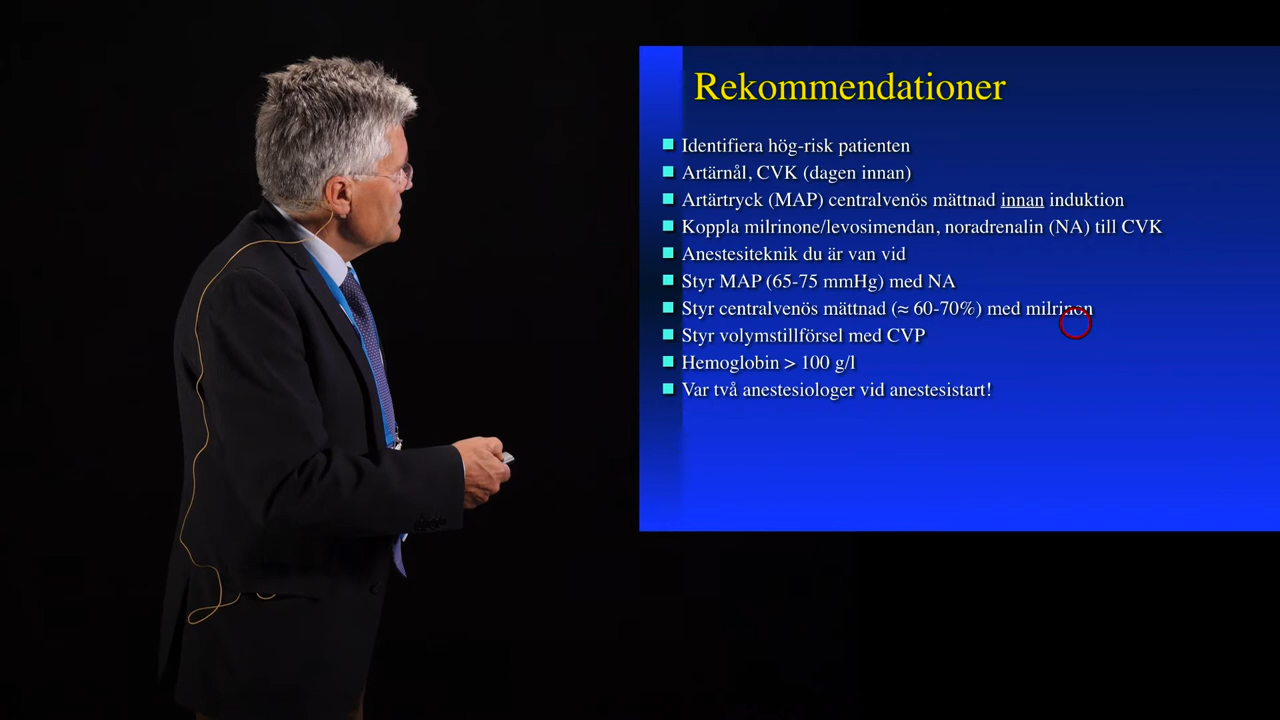 Rekommendationer
Identifiera hög-risk patienten
Artärnål, CVK (dagen innan)
Artärtryck (MAP) centralvenös mättnad innan induktion
Koppla milrinone/levosimendan, noradrenalin (NA) till CVK
Anestesiteknik du är van vid
Styr MAP (65-75 mmHg) med NA
Styr centralvenös mättnad (≈ 60-70%) med milrinon
Styr volymstillförsel med CVP
Hemoglobin > 100 g/l
Var två anestesiologer vid anestesistart!